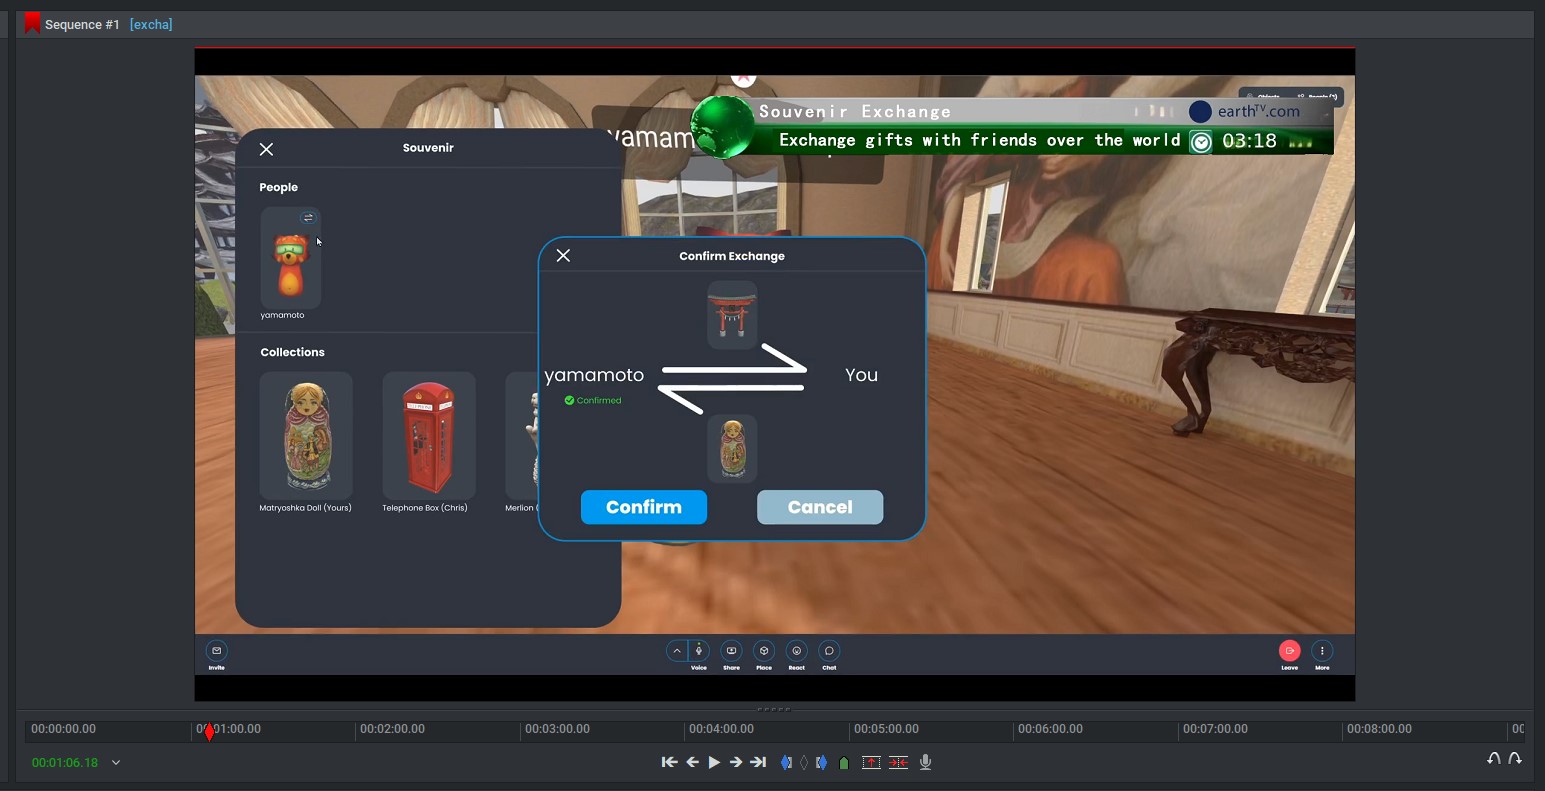 Sequence #1 [excha]
Objects People (2)
Souvenir Exchange
earthTV.com
yamam
Exchange gifts with friends over the world
03:18
Souvenir
People
yamamoto
Collections
Matryoshka Doll (Yours)
Telephone Box (Chris)
Merlion (
Confirm Exchange
yamamoto
You
Confirmed
Confirm
Cancel
Invite
Voice
Share
Place
React
Chat
Leave
More
00:00:00.00
00:01:00.00
00:02:00.00
00:03:00.00
00:04:00.00
00:05:00.00
00:06:00.00
00:07:00.00
00:08:00.00
00
00:01:06.18